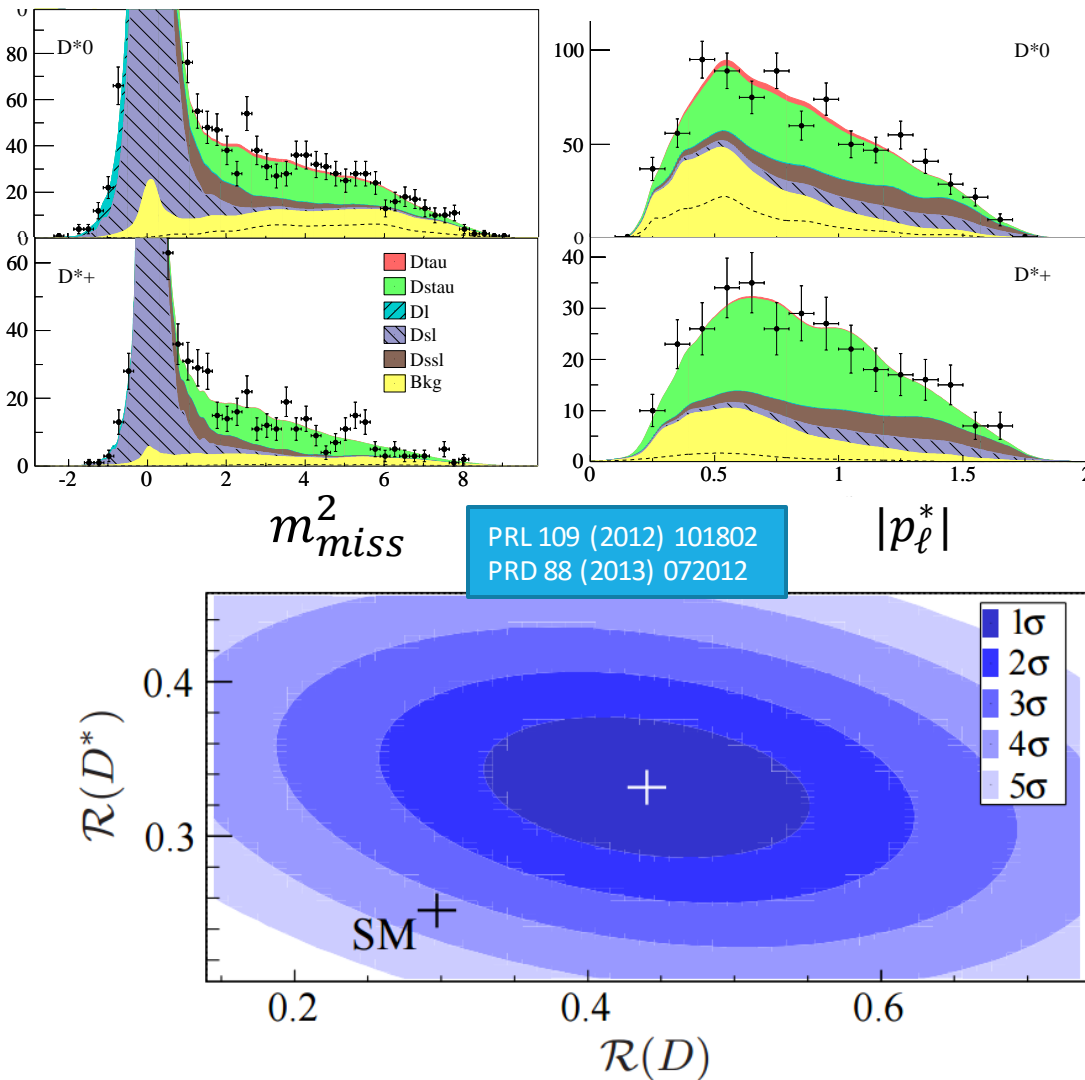 D*0
80
60
40
20
0
D*0
100
50
0
D*+
60
40
20
0
Dtau
Dstau
Dl
Dsl
Dssl
Bkg
-2 0 2 4 6 8
D*+
40
30
20
10
0
0 0.5 1 1.5 2
m²miss
|p*ℓ|
PRL 109 (2012) 101802
PRD 88 (2013) 072012
R(D*)
0.4
0.3
SM
1σ
2σ
3σ
4σ
5σ
0.2 0.4 0.6
R(D)